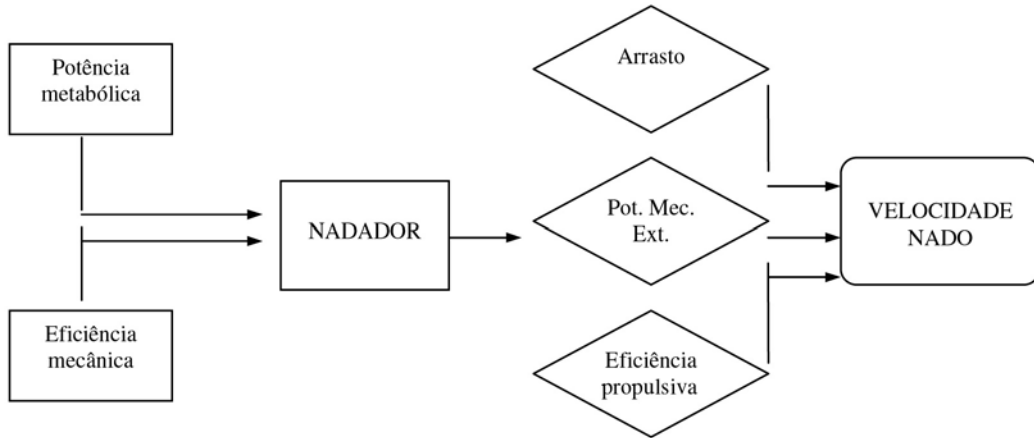 Potência
metabólica
Eficiência
mecânica
NADADOR
Arrasto
Pot. Mec.
Ext.
Eficiência
propulsiva
VELOCIDADE
NADO